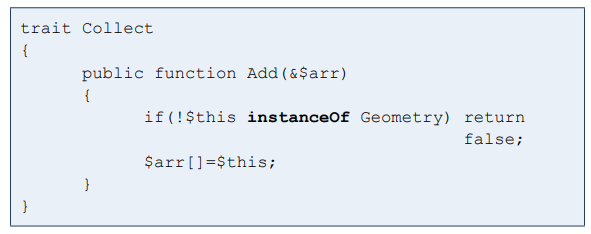 trait Collect
{
public function Add(&$arr)
{
if(!$this instanceOf Geometry) return
false;
$arr[]=$this;
}
}